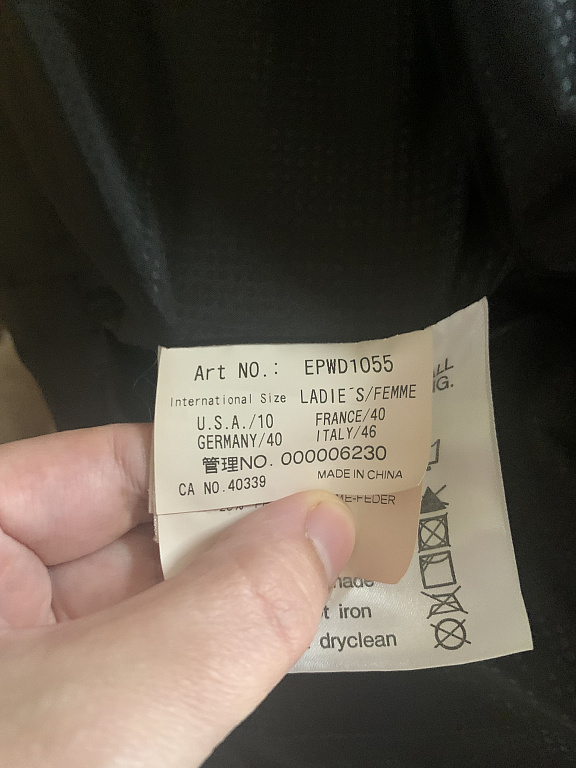 Art NO.: EPWD1055
International Size LADIE´S/FEMME
U.S.A./10 FRANCE/40
GERMANY/40 ITALY/46
管理NO. 000006230
CA NO.40339 MADE IN CHINA
iron
dryclean